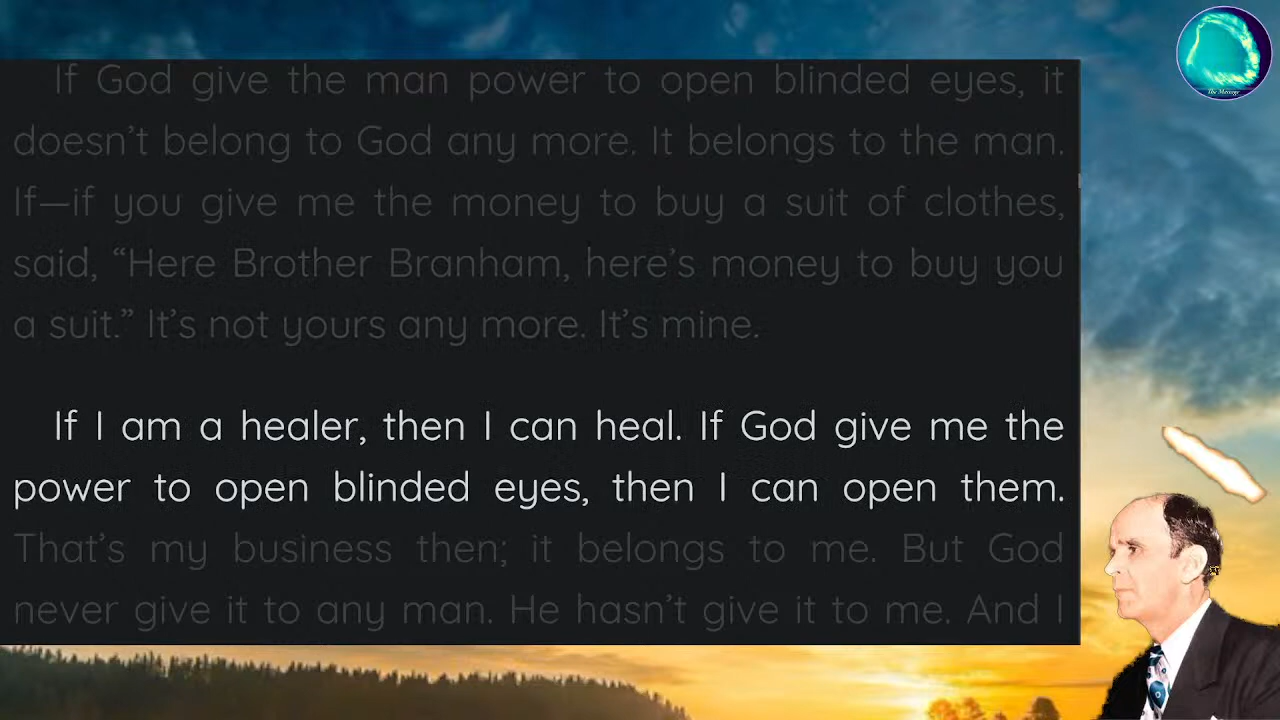 If God give the man power to open blinded eyes, it
doesn’t belong to God any more. It belongs to the man.
If—if you give me the money to buy a suit of clothes,
said, “Here Brother Branham, here’s money to buy you
a suit.” It’s not yours any more. It’s mine.
If I am a healer, then I can heal. If God give me the
power to open blinded eyes, then I can open them.
That’s my business then; it belongs to me. But God
never give it to any man. He hasn’t give it to me. And I
The Message